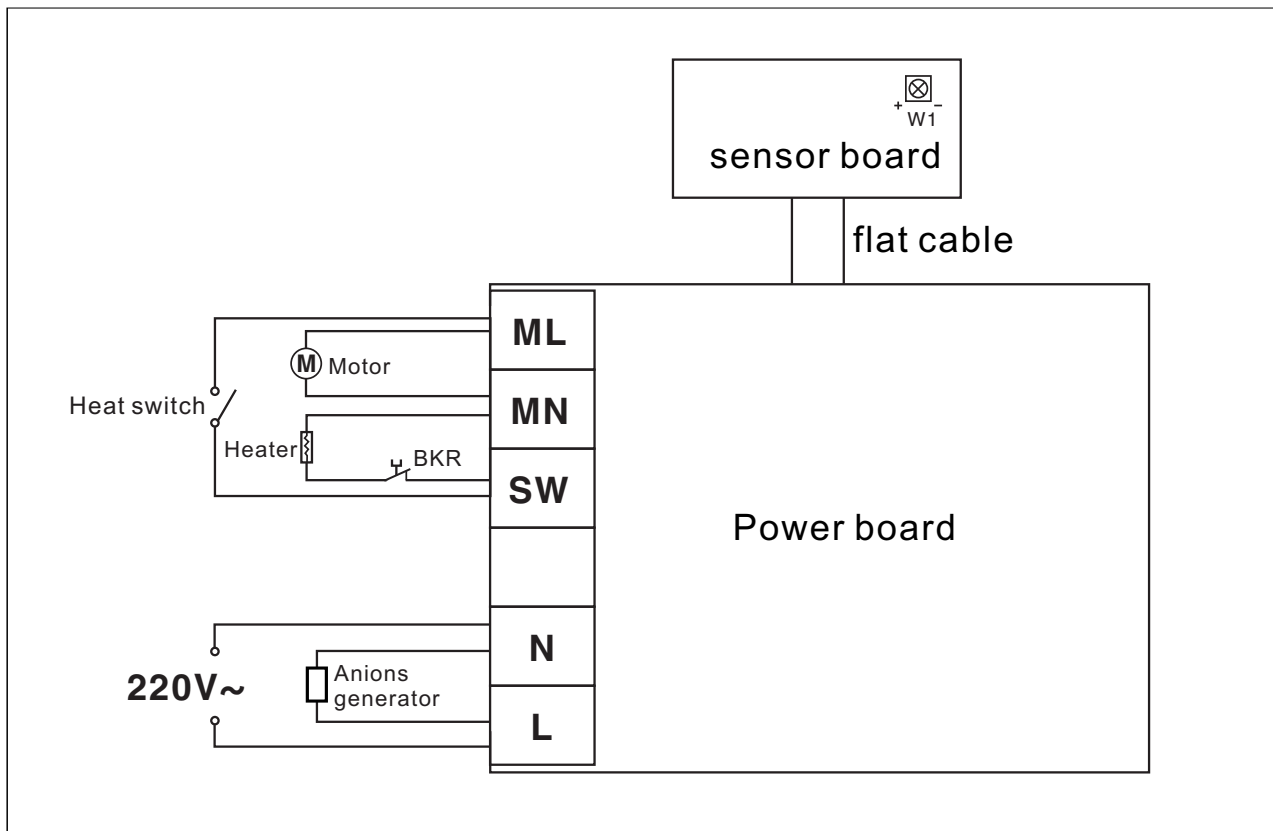 + W1 −
sensor board
flat cable
ML
M Motor
Heat switch
MN
Heater
BKR
SW
Power board
N
220V~
Anions
generator
L